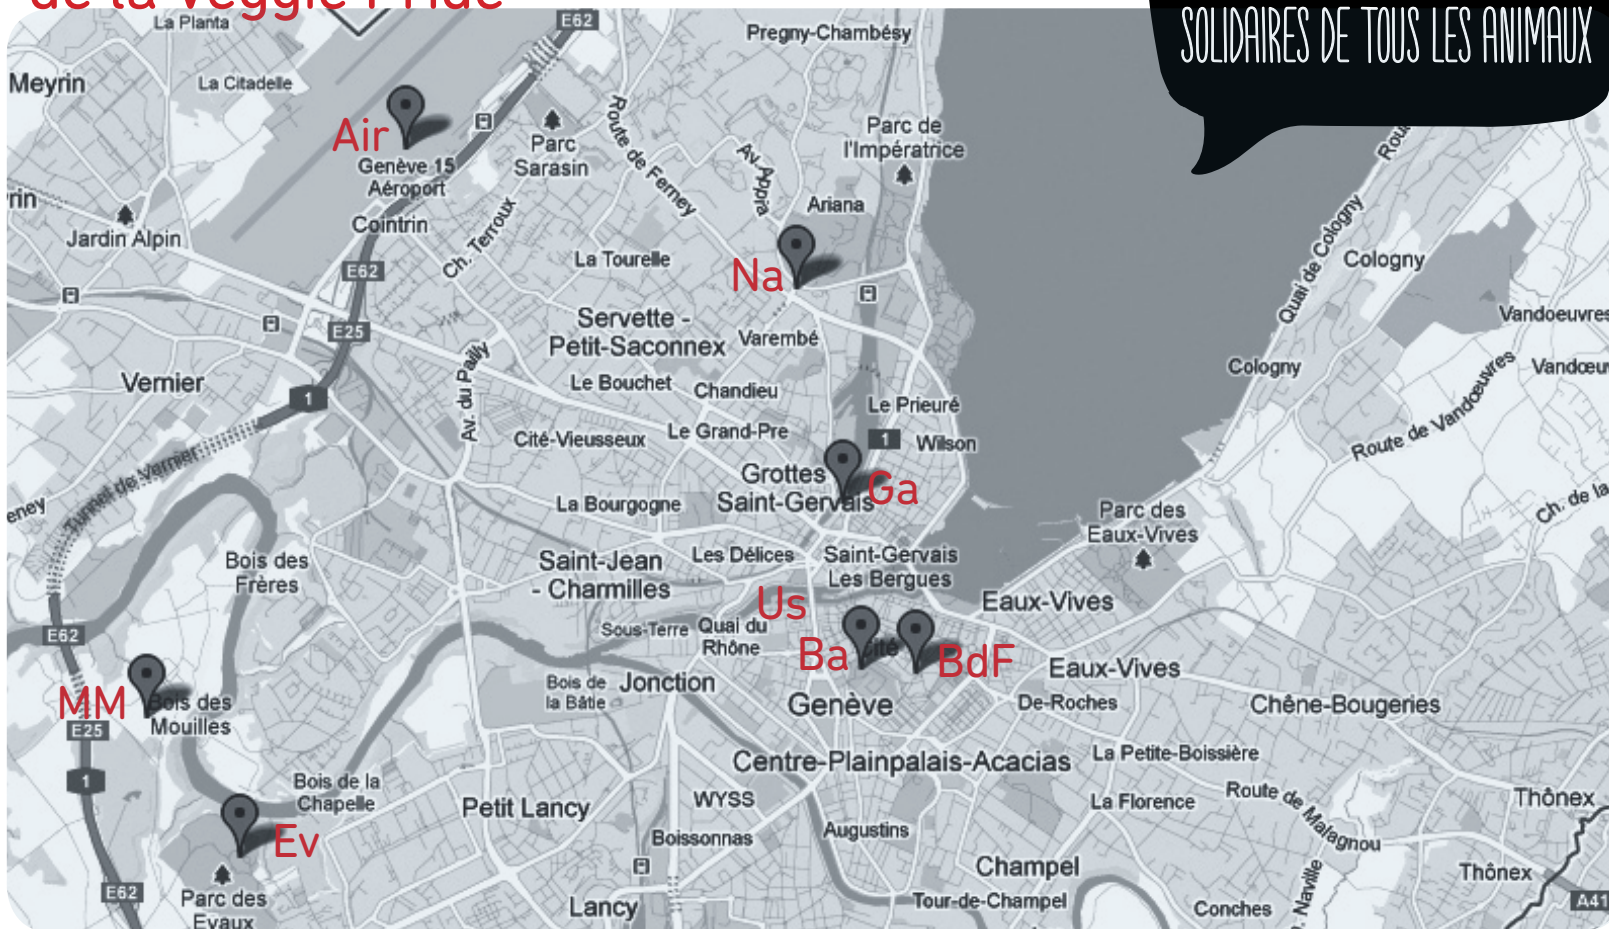 de la Veggie Pride
SOLIDAIRES DE TOUS LES ANIMAUX
La Planta
E62
Pregny-Chambésy
Meyrin
La Citadelle
Air
Genève 15
Aéroport
Parc
Sarasin
Route de Ferney
Av. Appia
Parc de
l'Impératrice
Ariana
rin
Jardin Alpin
Cointrin
Ch. Terroux
La Tourelle
Na
Quai de Cologny
Cologny
E62
E25
Servette -
Petit-Saconnex
Varembé
Vandoeuvres
Vernier
1
Av. du Pailly
Le Bouchet
Chandieu
Cologny
Route de Vandœuvres
Le Prieuré
Cité-Vieusseux
Le Grand-Pre
1
Wilson
Tunnel de Vernier
Grottes
Saint-Gervais
Ga
eney
La Bourgogne
Parc des
Eaux-Vives
Ch. de la
Bois des
Frères
Saint-Jean
- Charmilles
Les Délices
Saint-Gervais
Les Bergues
Us
Eaux-Vives
E62
Sous-Terre
Quai du
Rhône
Ba
BdF
Eaux-Vives
MM
Bois des
Mouilles
E25
Bois de
la Bâtie
Jonction
Genève
De-Roches
Chêne-Bougeries
1
Bois de la
Chapelle
Centre-Plainpalais-Acacias
La Petite-Boissière
Petit Lancy
WYSS
La Florence
Route de Malagnou
Thônex
Ev
Boissonnas
Augustins
Champel
Thônex
E62
Parc des
Evaux
Lancy
Tour-de-Champel
Conches
Naville
A41